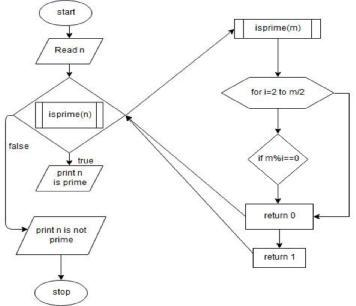 start
Read n
isprime(n)
false
true
print n
is prime
print n is not
prime
stop
isprime(m)
for i=2 to m/2
if m%i==0
return 0
return 1